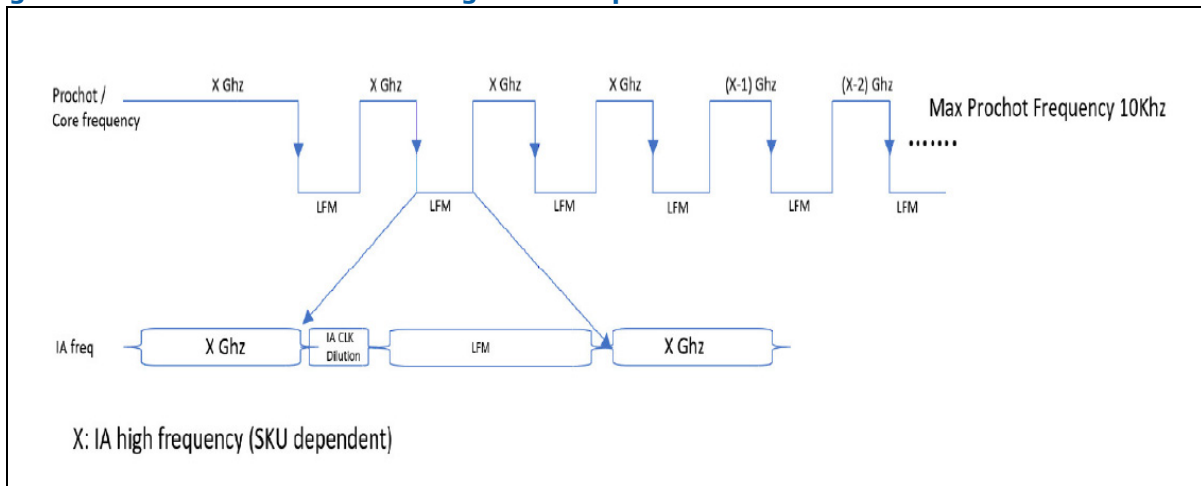 X Ghz X Ghz X Ghz X Ghz (X-1) Ghz (X-2) Ghz
Prochot /
Core frequency
Max Prochot Frequency 10Khz
.......
LFM LFM LFM LFM LFM LFM
IA freq
X Ghz
IA CLK
Dilution
LFM
X Ghz
X: IA high frequency (SKU dependent)